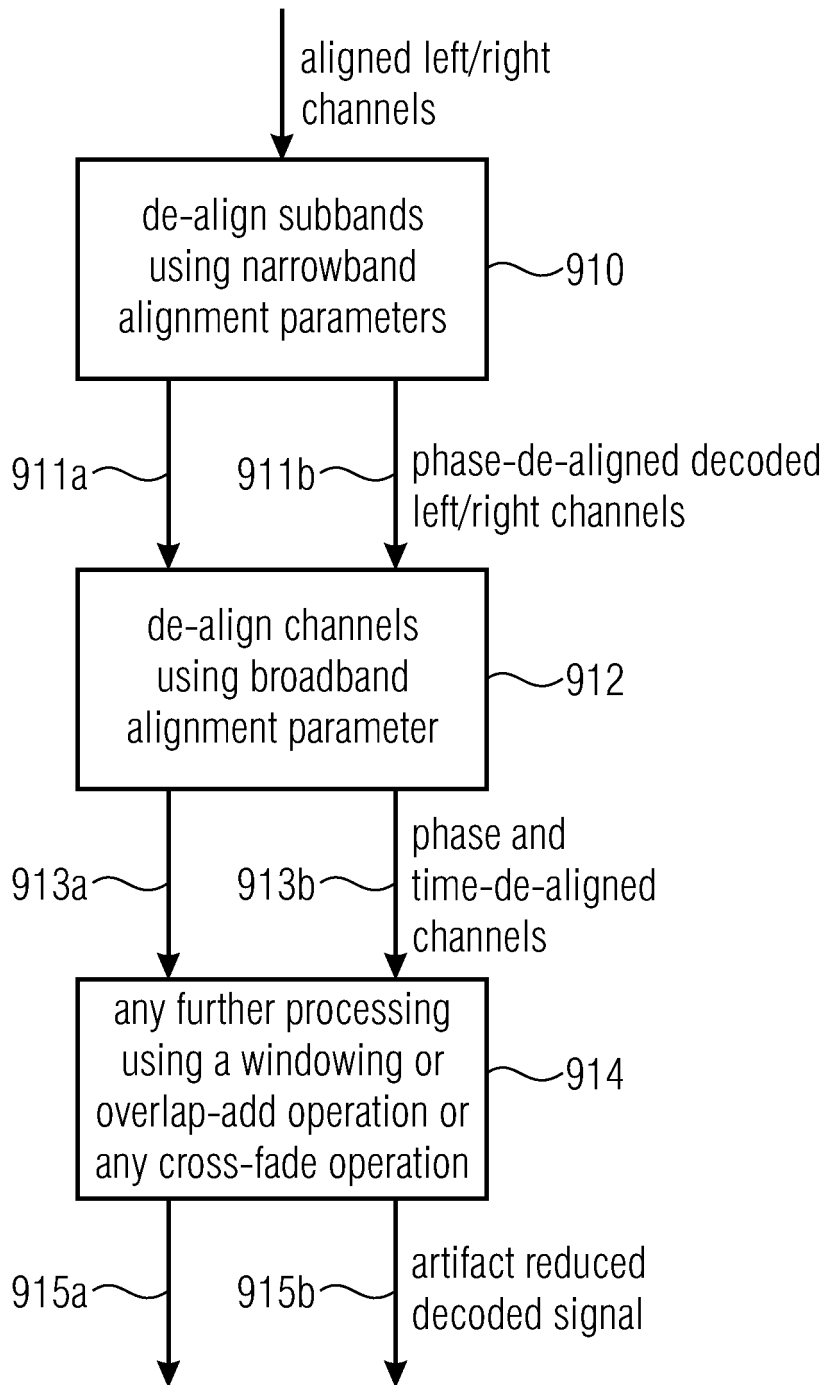 aligned left/right
channels
de-align subbands
using narrowband
alignment parameters
910
911a
911b
phase-de-aligned decoded
left/right channels
de-align channels
using broadband
alignment parameter
912
913a
913b
phase and
time-de-aligned
channels
any further processing
using a windowing or
overlap-add operation or
any cross-fade operation
914
915a
915b
artifact reduced
decoded signal